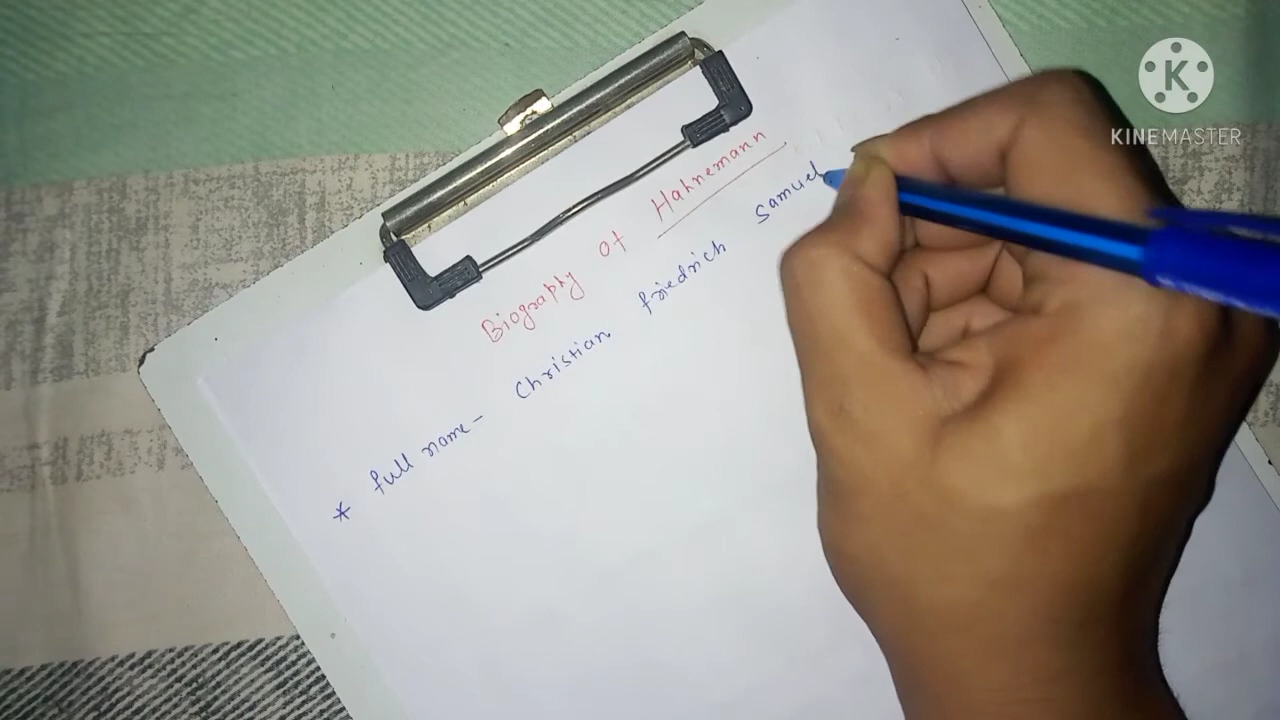 Biography of Hahnemann
* full name - Christian friedrich Samuel
KINEMASTER